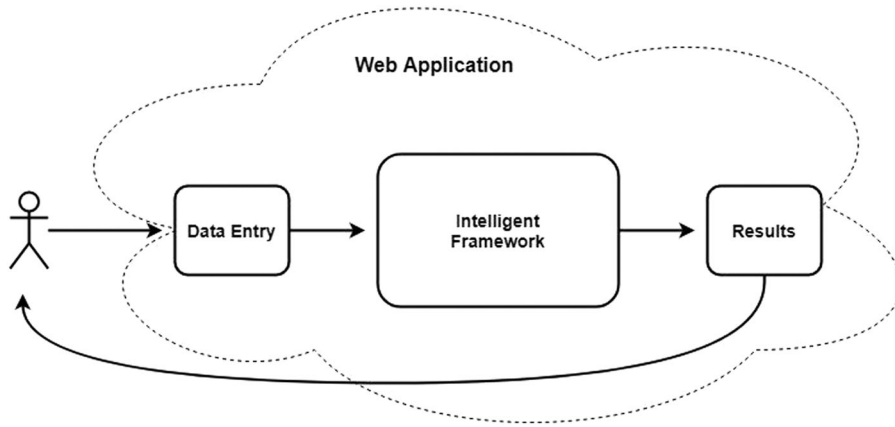 Web Application
Data Entry
Intelligent
Framework
Results